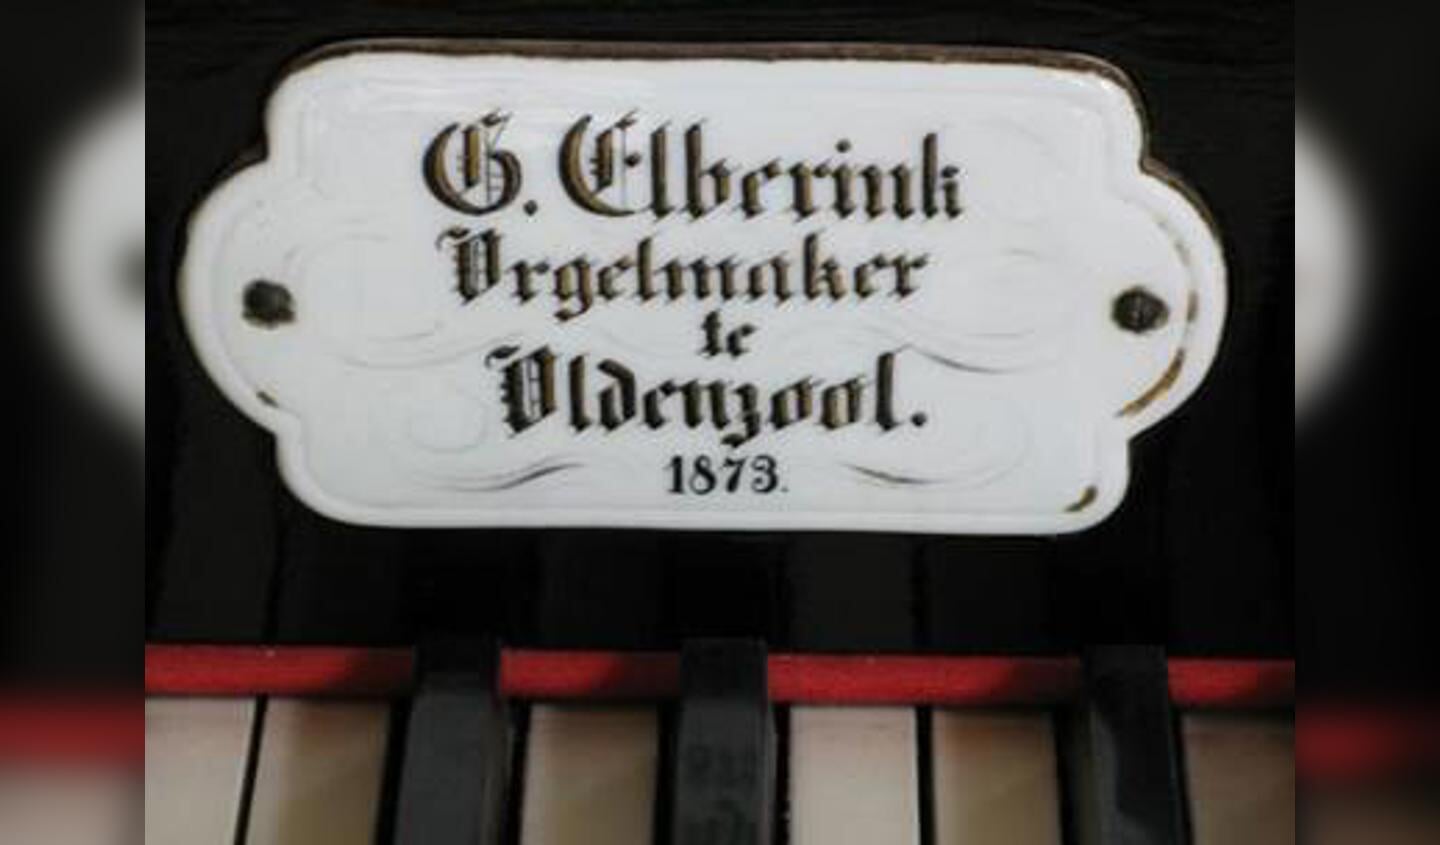 G. Elberink
Orgelmaker
te
Oldenzaal.
1873.